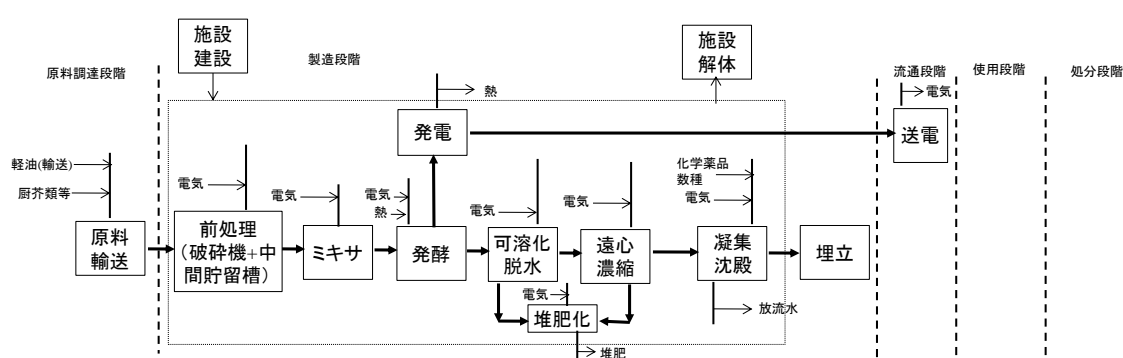 施設
建設
施設
解体
原料調達段階
製造段階
流通段階
使用段階
処分段階
熱
電気
発電
送電
軽油(輸送)
厨芥類等
電気
電気
電気
熱
電気
電気
化学薬品
数種
電気
原料
輸送
前処理
（破砕機+中
間貯留槽）
ミキサ
発酵
可溶化
脱水
遠心
濃縮
凝集
沈殿
埋立
電気
堆肥化
放流水
堆肥